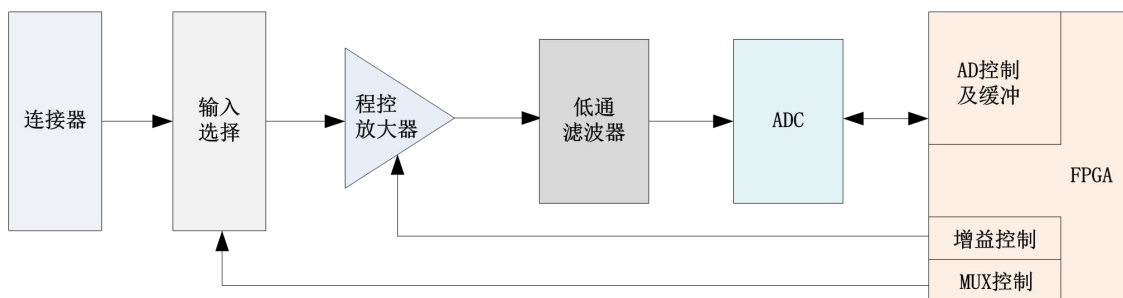 连接器
输入
选择
程控
放大器
低通
滤波器
ADC
AD控制
及缓冲
FPGA
增益控制
MUX控制